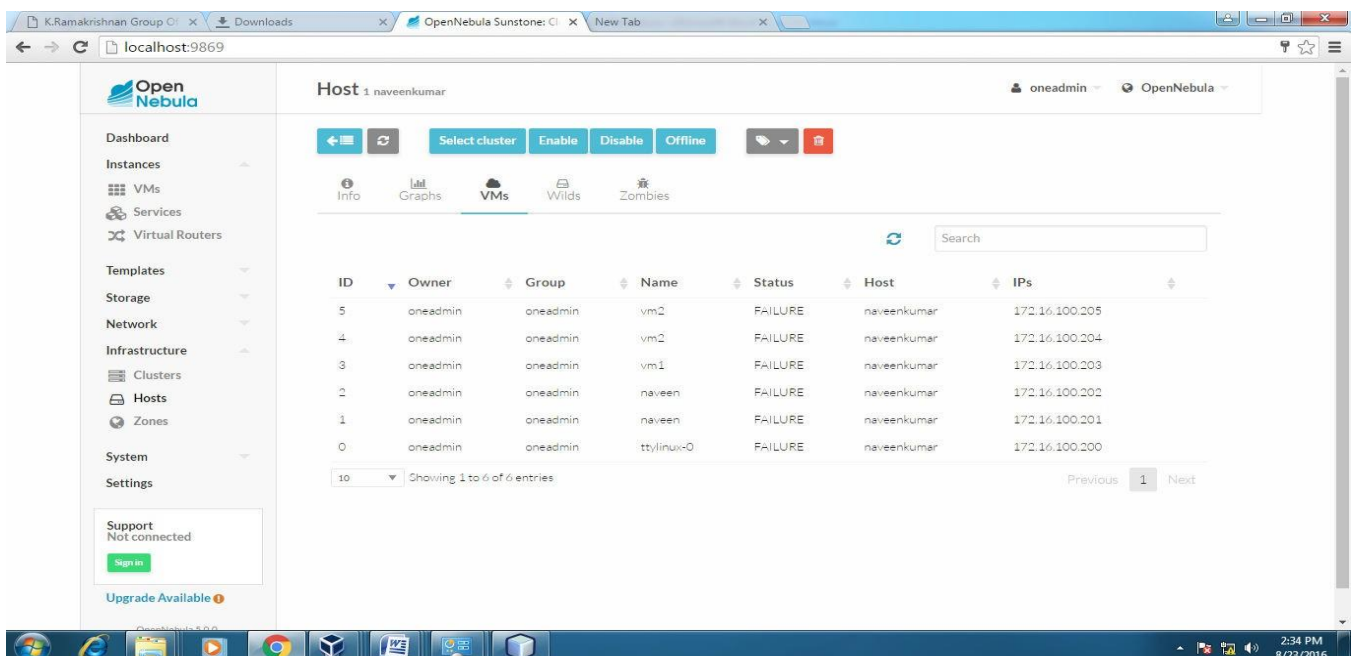 K.Ramakrishnan Group Of
Downloads
OpenNebula Sunstone: Cl
New Tab
localhost:9869
Open
Nebula
Host 1 naveenkumar
oneadmin
OpenNebula
Dashboard
Instances
VMs
Services
Virtual Routers
Templates
Storage
Network
Infrastructure
Clusters
Hosts
Zones
System
Settings
Support
Not connected
Sign in
Upgrade Available
OpenNebula 5.0.0
Select cluster Enable Disable Offline
Info Graphs VMs Wilds Zombies
Search
ID Owner Group Name Status Host IPs
5 oneadmin oneadmin vm2 FAILURE naveenkumar 172.16.100.205
4 oneadmin oneadmin vm2 FAILURE naveenkumar 172.16.100.204
3 oneadmin oneadmin vm1 FAILURE naveenkumar 172.16.100.203
2 oneadmin oneadmin naveen FAILURE naveenkumar 172.16.100.202
1 oneadmin oneadmin naveen FAILURE naveenkumar 172.16.100.201
0 oneadmin oneadmin ttylinux-0 FAILURE naveenkumar 172.16.100.200
10 Showing 1 to 6 of 6 entries
Previous 1 Next
2:34 PM
8/23/2016